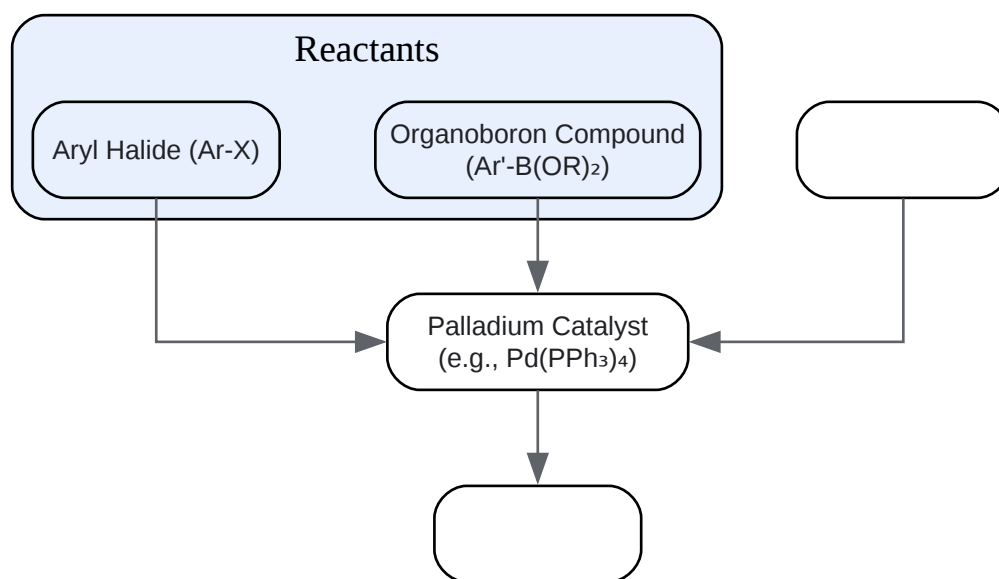 Reactants
Aryl Halide (Ar-X)
Organoboron Compound
(Ar'-B(OR)₂)
Palladium Catalyst
(e.g., Pd(PPh₃)₄)